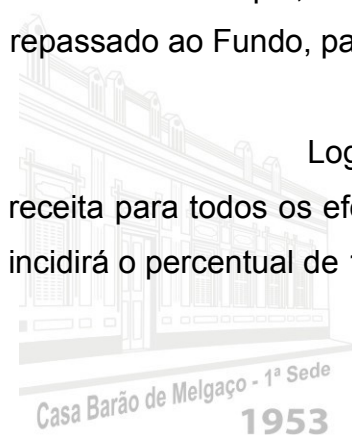 repassado ao Fundo, pa
Log
receita para todos os efe
incidirá o percentual de
Casa Barão de Melgaço - 1ª Sede
1953